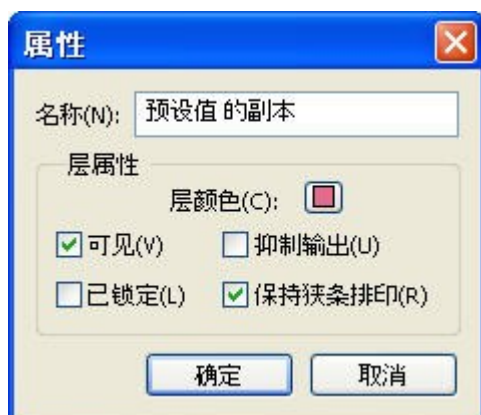 属性
名称(N): 预设值 的副本
层属性
层颜色(C):
可见(V) 抑制输出(U)
已锁定(L) 保持狭条排印(R)
确定 取消